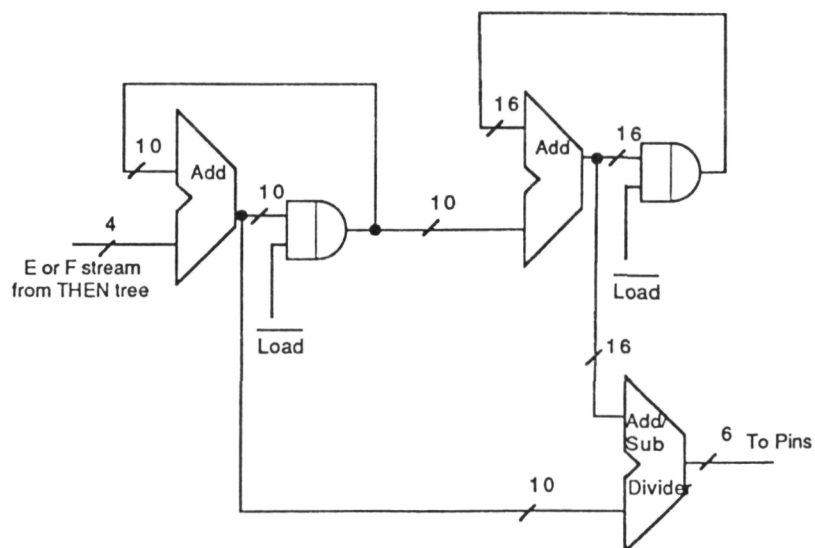 16
16
Add
10
Add
10
10
4
E or F stream
from THEN tree
Load
Load
16
Add/
Sub
6
To Pins
Divider
10